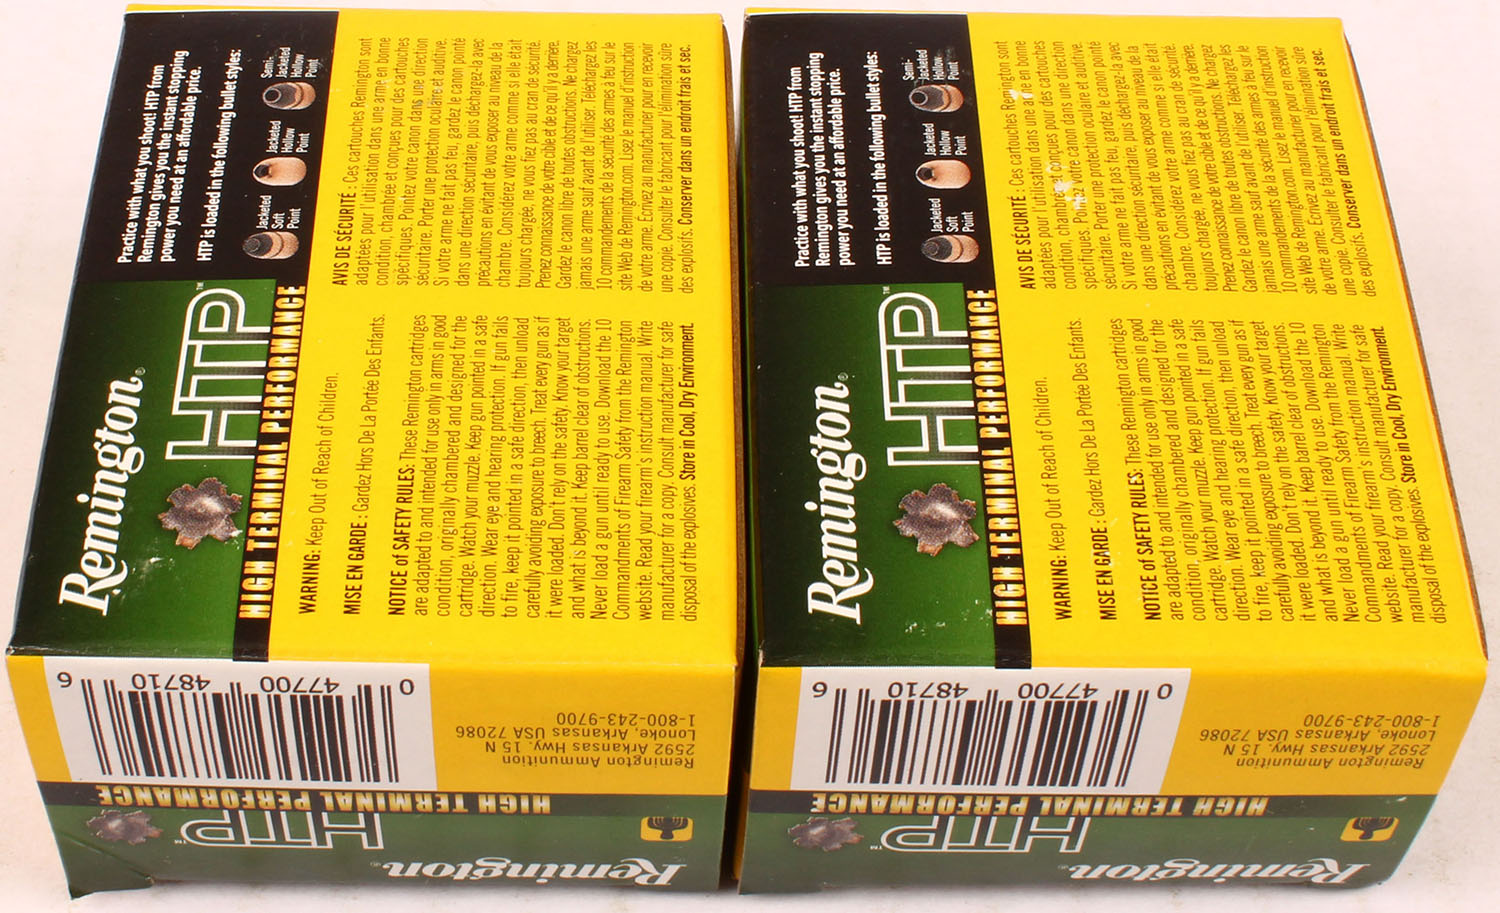 Remington®
HTP™
HIGH TERMINAL PERFORMANCE
Practice with what you shoot! HTP from
Remington gives you the instant stopping
power you need at an affordable price.
HTP is loaded in the following bullet styles:
Jacketed
Soft
Point
Jacketed
Hollow
Point
Semi-
Jacketed
Hollow
Point
WARNING: Keep Out of Reach of Children.
MISE EN GARDE : Gardez Hors De La Portée Des Enfants.
NOTICE of SAFETY RULES: These Remington cartridges
are adapted to and intended for use only in arms in good
condition, originally chambered and designed for the
cartridge. Watch your muzzle. Keep gun pointed in a safe
direction. Wear eye and hearing protection. If gun fails
to fire, keep it pointed in a safe direction, then unload
carefully avoiding exposure to breech. Treat every gun as if
it were loaded. Don't rely on the safety. Know your target
and what is beyond it. Keep barrel clear of obstructions.
Never load a gun until ready to use. Download the 10
Commandments of Firearm Safety from the Remington
website. Read your firearm's instruction manual. Write
manufacturer for a copy. Consult manufacturer for safe
disposal of the explosives. Store in Cool, Dry Environment.
AVIS DE SÉCURITÉ : Ces cartouches Remington sont
adaptées pour l'utilisation dans une arme en bonne
condition, chambrée et conçues pour des cartouches
spécifiques. Pointez votre canon dans une direction
sécuritaire. Porter une protection oculaire et auditive.
Si votre arme ne fait pas feu, gardez le canon pointé
dans une direction sécuritaire, puis déchargez-la avec
précautions en évitant de vous exposer au niveau de la
chambre. Considérez votre arme comme si elle était
toujours chargée, ne vous fiez pas au cran de sécurité.
Prenez connaissance de votre cible et de ce qu'il y a derrière.
Gardez le canon libre de toutes obstructions. Ne chargez
jamais une arme sauf avant de l'utiliser. Téléchargez les
10 commandements de la sécurité des armes à feu sur le
site Web de Remington.com. Lisez le manuel d'instruction
de votre arme. Écrivez au manufacturier pour en recevoir
une copie. Consulter le fabricant pour l'élimination sûre
des explosifs. Conserver dans un endroit frais et sec.
Remington®
HTP™
HIGH TERMINAL PERFORMANCE
Remington Ammunition
2592 Arkansas Hwy. 15 N
Lonoke, Arkansas USA 72086
1-800-243-9700
0 47700 48710 6
Remington®
HTP™
HIGH TERMINAL PERFORMANCE
Practice with what you shoot! HTP from
Remington gives you the instant stopping
power you need at an affordable price.
HTP is loaded in the following bullet styles:
Jacketed
Soft
Point
Jacketed
Hollow
Point
Semi-
Jacketed
Hollow
Point
WARNING: Keep Out of Reach of Children.
MISE EN GARDE : Gardez Hors De La Portée Des Enfants.
NOTICE of SAFETY RULES: These Remington cartridges
are adapted to and intended for use only in arms in good
condition, originally chambered and designed for the
cartridge. Watch your muzzle. Keep gun pointed in a safe
direction. Wear eye and hearing protection. If gun fails
to fire, keep it pointed in a safe direction, then unload
carefully avoiding exposure to breech. Treat every gun as if
it were loaded. Don't rely on the safety. Know your target
and what is beyond it. Keep barrel clear of obstructions.
Never load a gun until ready to use. Download the 10
Commandments of Firearm Safety from the Remington
website. Read your firearm's instruction manual. Write
manufacturer for a copy. Consult manufacturer for safe
disposal of the explosives. Store in Cool, Dry Environment.
AVIS DE SÉCURITÉ : Ces cartouches Remington sont
adaptées pour l'utilisation dans une arme en bonne
condition, chambrée et conçues pour des cartouches
spécifiques. Pointez votre canon dans une direction
sécuritaire. Porter une protection oculaire et auditive.
Si votre arme ne fait pas feu, gardez le canon pointé
dans une direction sécuritaire, puis déchargez-la avec
précautions en évitant de vous exposer au niveau de la
chambre. Considérez votre arme comme si elle était
toujours chargée, ne vous fiez pas au cran de sécurité.
Prenez connaissance de votre cible et de ce qu'il y a derrière.
Gardez le canon libre de toutes obstructions. Ne chargez
jamais une arme sauf avant de l'utiliser. Téléchargez les
10 commandements de la sécurité des armes à feu sur le
site Web de Remington.com. Lisez le manuel d'instruction
de votre arme. Écrivez au manufacturier pour en recevoir
une copie. Consulter le fabricant pour l'élimination sûre
des explosifs. Conserver dans un endroit frais et sec.
Remington®
HTP™
HIGH TERMINAL PERFORMANCE
Remington Ammunition
2592 Arkansas Hwy. 15 N
Lonoke, Arkansas USA 72086
1-800-243-9700
0 47700 48710 6